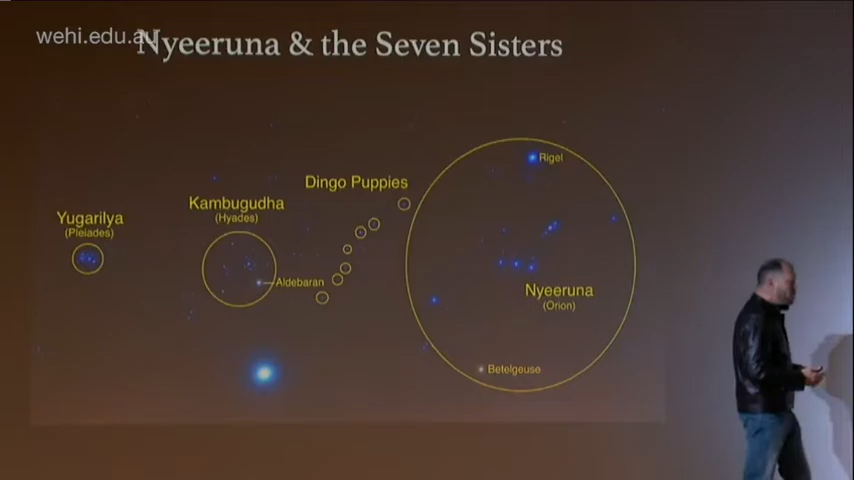 wehi.edu.au
Nyeeruna & the Seven Sisters
Rigel
Dingo Puppies
Kambugudha
(Hyades)
Yugarilya
(Pleiades)
Aldebaran
Nyeeruna
(Orion)
Betelgeuse